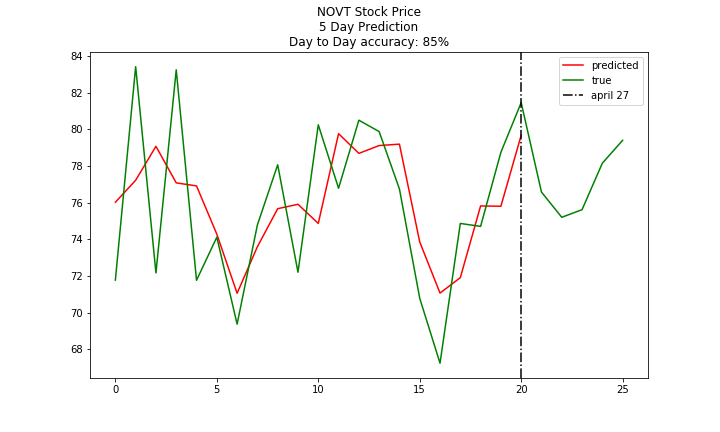 NOVT Stock Price
5 Day Prediction
Day to Day accuracy: 85%
84
82
80
78
76
74
72
70
68
predicted
true
april 27
0
5
10
15
20
25